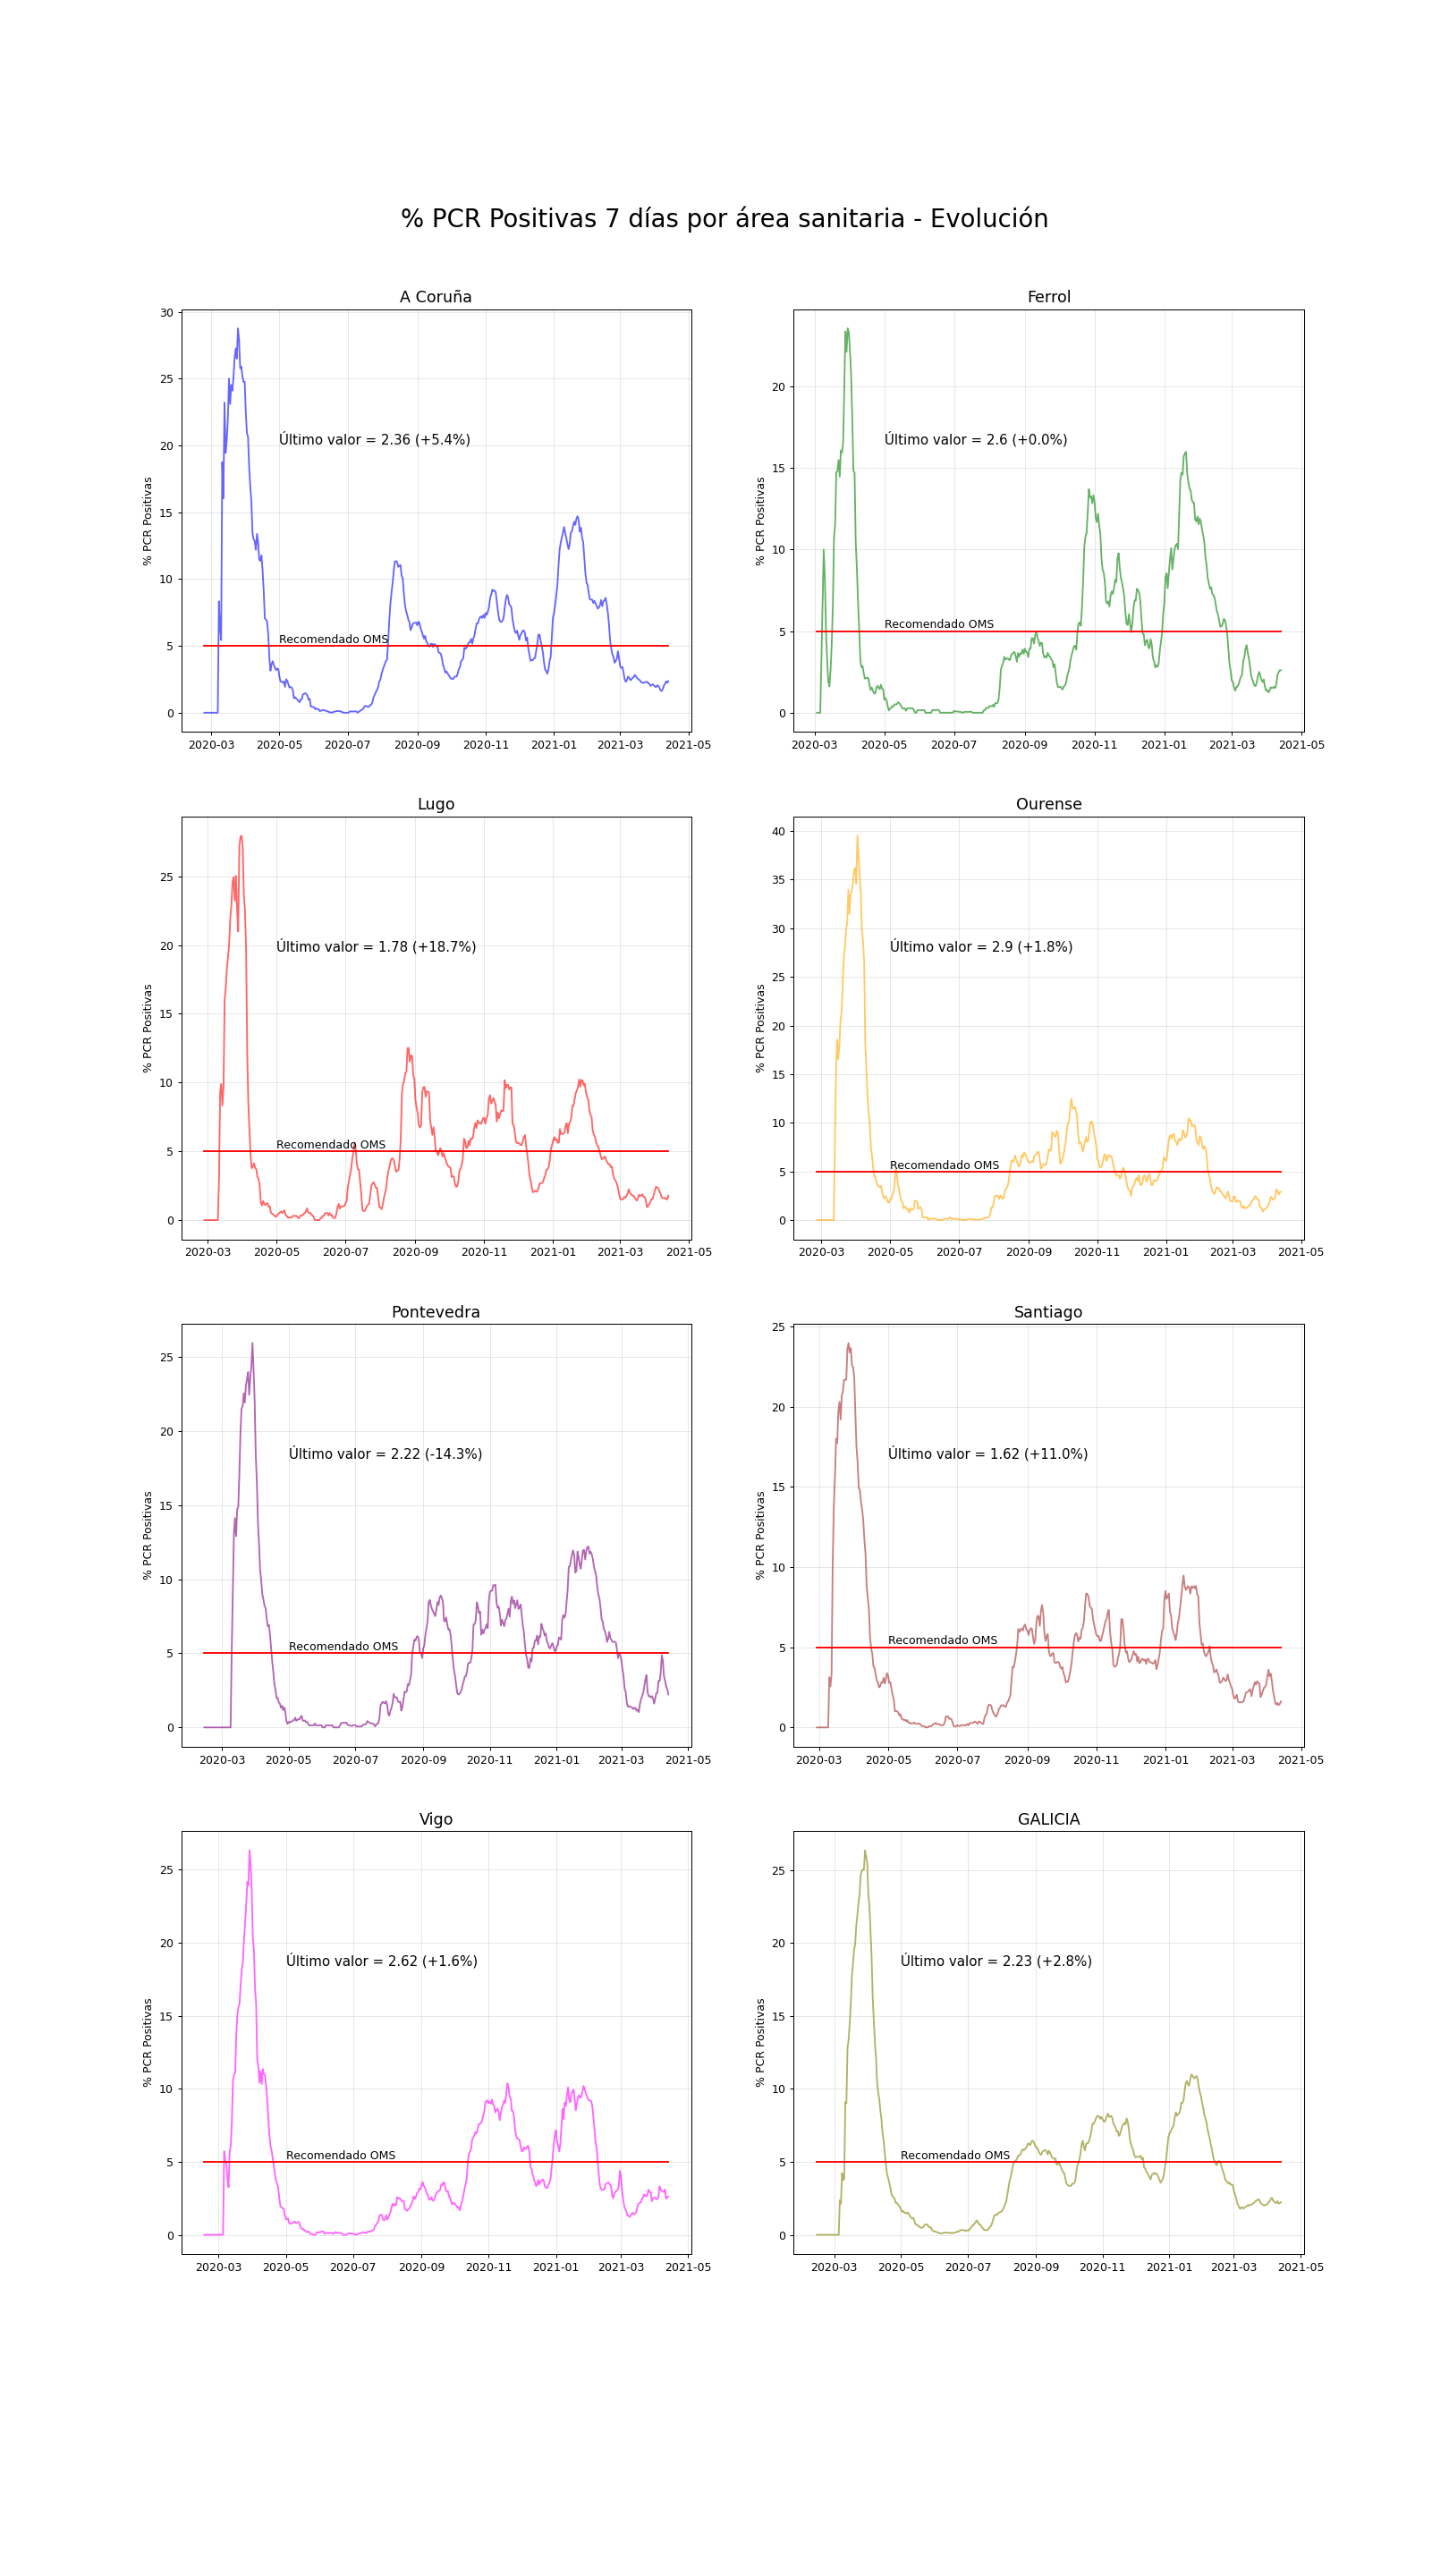 % PCR Positivas 7 días por área sanitaria - Evolución
A Coruña
% PCR Positivas
30
25
20
15
10
5
0
Último valor = 2.36 (+5.4%)
Recomendado OMS
2020-03 2020-05 2020-07 2020-09 2020-11 2021-01 2021-03 2021-05
Ferrol
% PCR Positivas
20
15
10
5
0
Último valor = 2.6 (+0.0%)
Recomendado OMS
2020-03 2020-05 2020-07 2020-09 2020-11 2021-01 2021-03 2021-05
Lugo
% PCR Positivas
25
20
15
10
5
0
Último valor = 1.78 (+18.7%)
Recomendado OMS
2020-03 2020-05 2020-07 2020-09 2020-11 2021-01 2021-03 2021-05
Ourense
% PCR Positivas
40
35
30
25
20
15
10
5
0
Último valor = 2.9 (+1.8%)
Recomendado OMS
2020-03 2020-05 2020-07 2020-09 2020-11 2021-01 2021-03 2021-05
Pontevedra
% PCR Positivas
25
20
15
10
5
0
Último valor = 2.22 (-14.3%)
Recomendado OMS
2020-03 2020-05 2020-07 2020-09 2020-11 2021-01 2021-03 2021-05
Santiago
% PCR Positivas
25
20
15
10
5
0
Último valor = 1.62 (+11.0%)
Recomendado OMS
2020-03 2020-05 2020-07 2020-09 2020-11 2021-01 2021-03 2021-05
Vigo
% PCR Positivas
25
20
15
10
5
0
Último valor = 2.62 (+1.6%)
Recomendado OMS
2020-03 2020-05 2020-07 2020-09 2020-11 2021-01 2021-03 2021-05
GALICIA
% PCR Positivas
25
20
15
10
5
0
Último valor = 2.23 (+2.8%)
Recomendado OMS
2020-03 2020-05 2020-07 2020-09 2020-11 2021-01 2021-03 2021-05